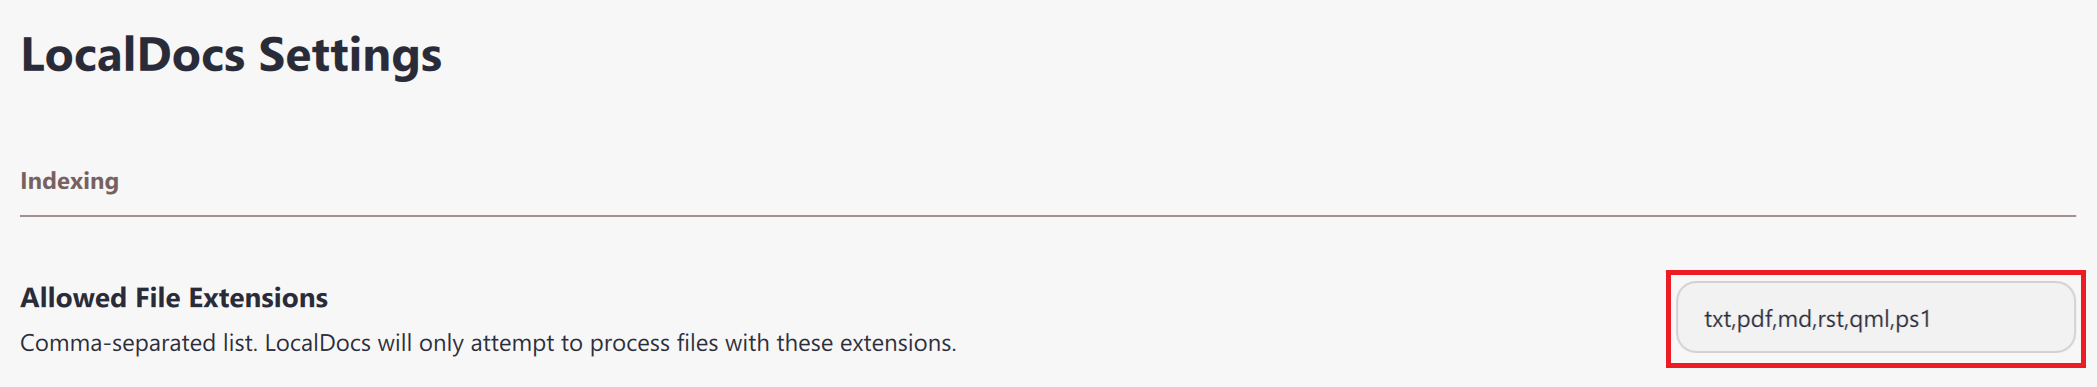 LocalDocs Settings
Indexing
Allowed File Extensions
txt,pdf,md,rst,qml,ps1
Comma-separated list. LocalDocs will only attempt to process files with these extensions.